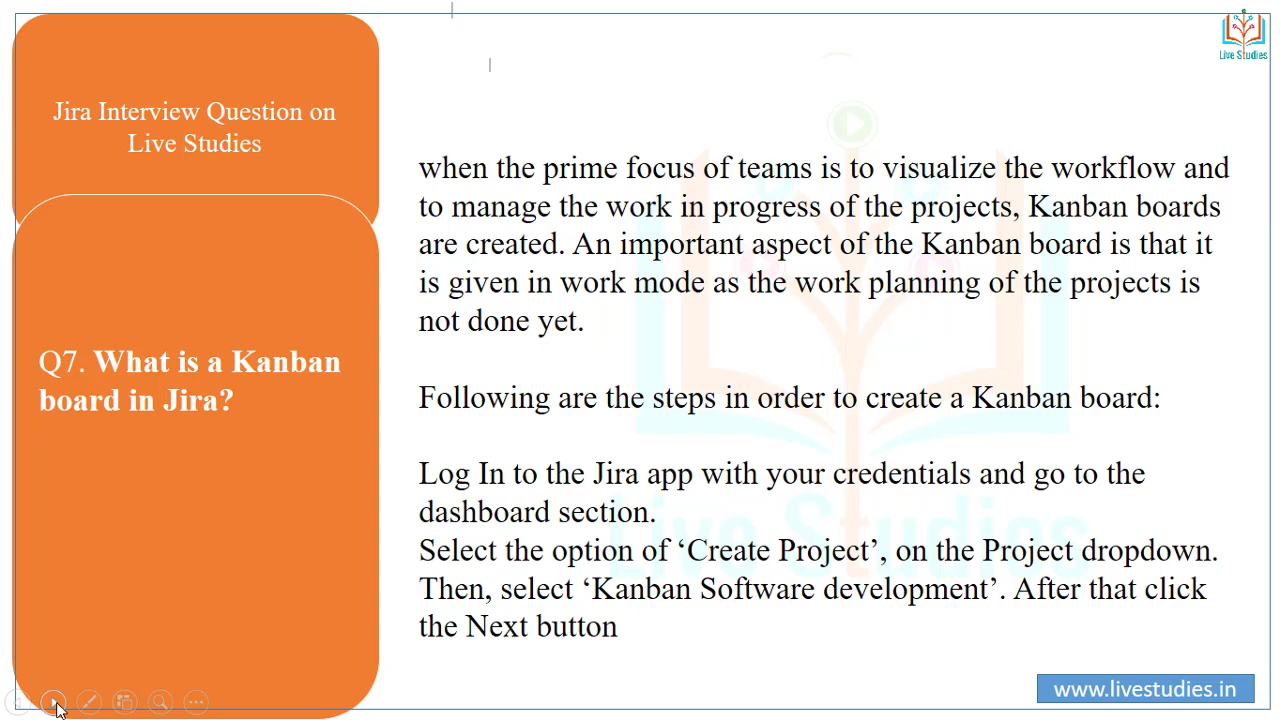 Jira Interview Question on
Live Studies
Q7. What is a Kanban
board in Jira?
Live Studies
when the prime focus of teams is to visualize the workflow and
to manage the work in progress of the projects, Kanban boards
are created. An important aspect of the Kanban board is that it
is given in work mode as the work planning of the projects is
not done yet.
Following are the steps in order to create a Kanban board:
Log In to the Jira app with your credentials and go to the
dashboard section.
Select the option of ‘Create Project’, on the Project dropdown.
Then, select ‘Kanban Software development’. After that click
the Next button
Live Studies
www.livestudies.in